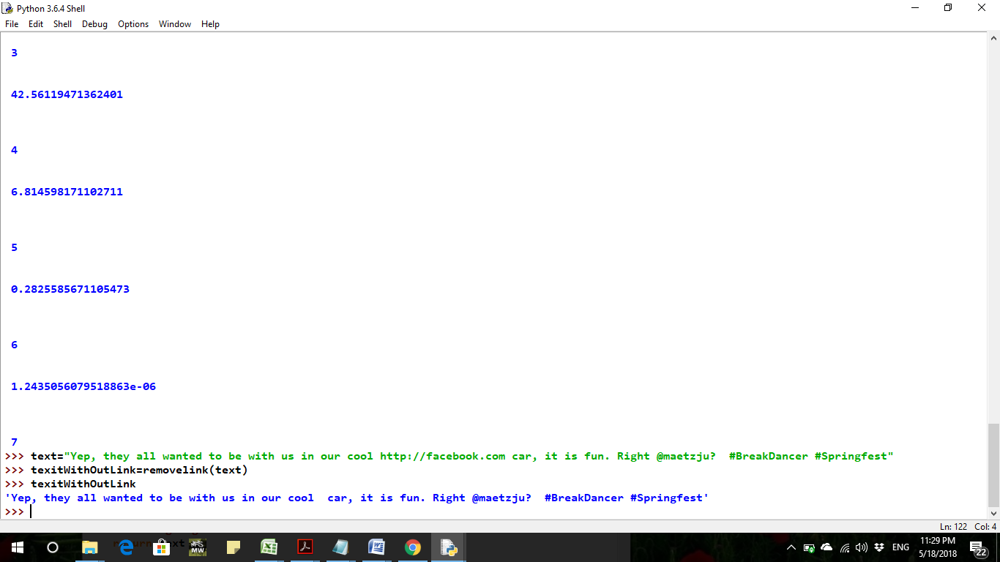 Python 3.6.4 Shell
File Edit Shell Debug Options Window Help
3
42.56119471362401
4
6.814598171102711
5
0.2825585671105473
6
1.2435056079518863e-06
7
>>> text="Yep, they all wanted to be with us in our cool http://facebook.com car, it is fun. Right @maetzju?  #BreakDancer #Springfest"
>>> texitWithOutLink=removelink(text)
>>> texitWithOutLink
'Yep, they all wanted to be with us in our cool  car, it is fun. Right @maetzju?  #BreakDancer #Springfest'
>>>
Ln: 122 Col: 4
MW
ENG
11:29 PM
5/18/2018
22